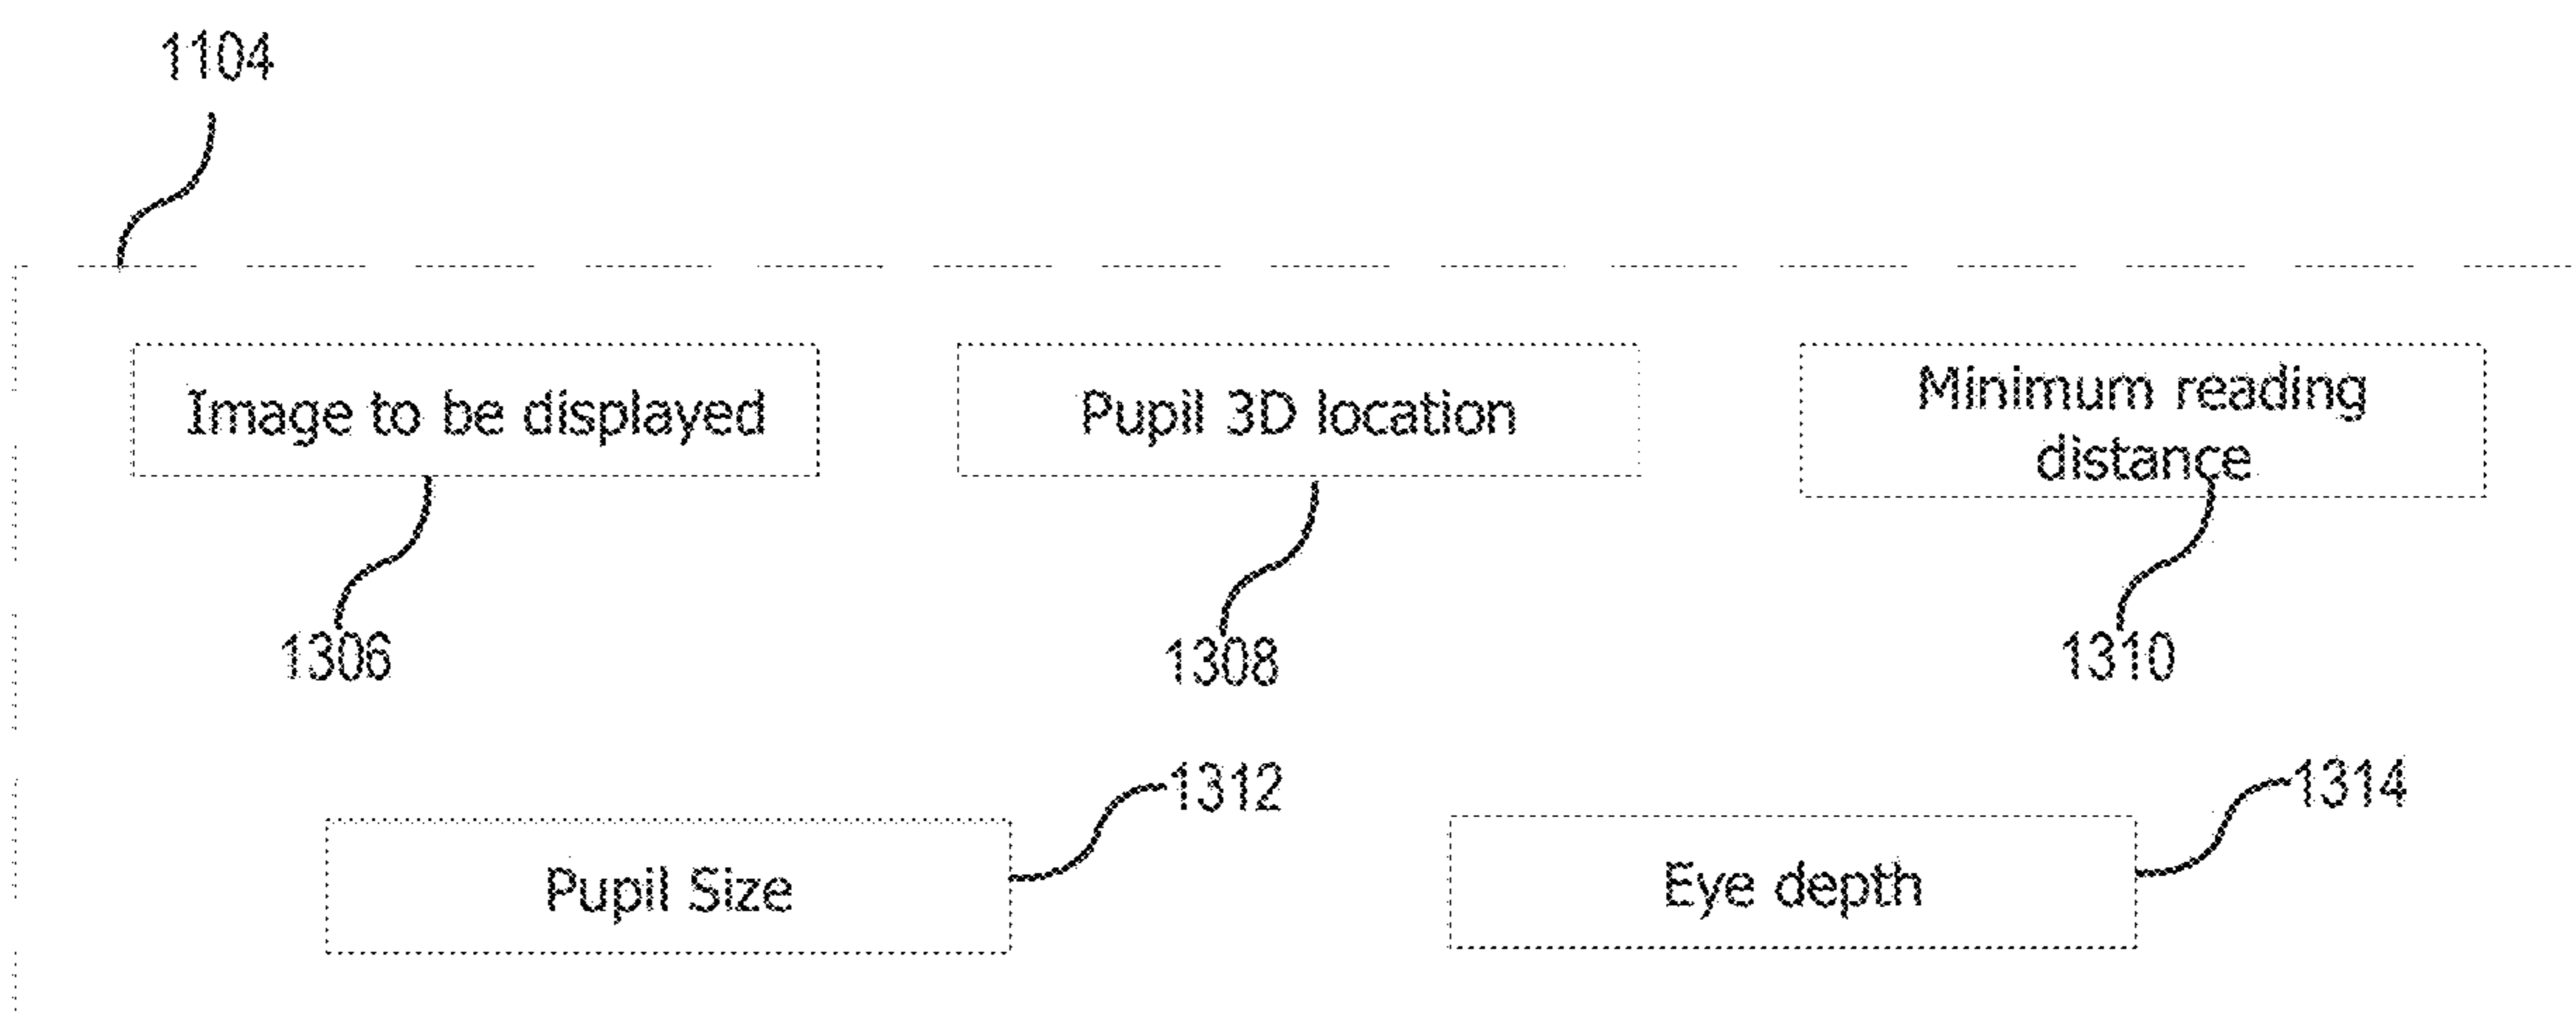 1104
Image to be displayed
Pupil 3D location
Minimum reading
distance
1306
1308
1310
1312
1314
Pupil Size
Eye depth